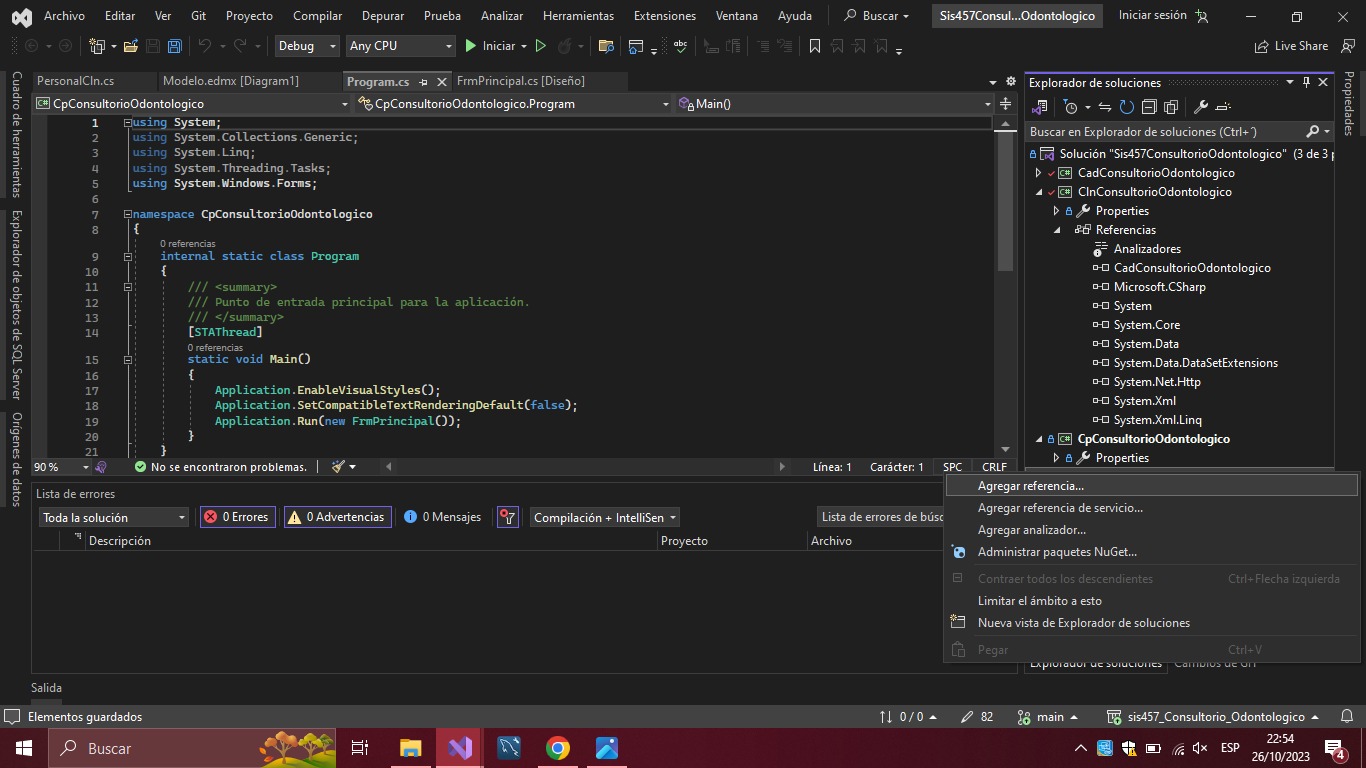 Archivo Editar Ver Git Proyecto Compilar Depurar Prueba Analizar Herramientas Extensiones Ventana Ayuda Buscar Sis457Consul...Odontologico Iniciar sesión
Debug Any CPU Iniciar Live Share
Cuadro de herramientas
Explorador de objetos de SQL Server
Orígenes de datos
PersonalCln.cs Modelo.edmx [Diagram1] Program.cs FrmPrincipal.cs [Diseño]
CpConsultorioOdontologico CpConsultorioOdontologico.Program Main()
1 using System;
2 using System.Collections.Generic;
3 using System.Linq;
4 using System.Threading.Tasks;
5 using System.Windows.Forms;
6
7 namespace CpConsultorioOdontologico
8 {
0 referencias
9 internal static class Program
10 {
11 /// <summary>
12 /// Punto de entrada principal para la aplicación.
13 /// </summary>
14 [STAThread]
0 referencias
15 static void Main()
16 {
17 Application.EnableVisualStyles();
18 Application.SetCompatibleTextRenderingDefault(false);
19 Application.Run(new FrmPrincipal());
20 }
21 }
90 % No se encontraron problemas. Línea: 1 Carácter: 1 SPC CRLF
Lista de errores
Toda la solución 0 Errores 0 Advertencias 0 Mensajes Compilación + IntelliSen Lista de errores de búsc
Descripción Proyecto Archivo
Salida
Explorador de soluciones
Buscar en Explorador de soluciones (Ctrl+´)
Solución "Sis457ConsultorioOdontologico" (3 de 3 p
CadConsultorioOdontologico
ClnConsultorioOdontologico
Properties
Referencias
Analizadores
CadConsultorioOdontologico
Microsoft.CSharp
System
System.Core
System.Data
System.Data.DataSetExtensions
System.Net.Http
System.Xml
System.Xml.Linq
CpConsultorioOdontologico
Properties
Propiedades
Agregar referencia...
Agregar referencia de servicio...
Agregar analizador...
Administrar paquetes NuGet...
Contraer todos los descendientes Ctrl+Flecha izquierda
Limitar el ámbito a esto
Nueva vista de Explorador de soluciones
Pegar Ctrl+V
Explorador de soluciones Cambios de GIT
Elementos guardados 0 / 0 82 main sis457_Consultorio_Odontologico
Buscar ESP 22:54
26/10/2023 4